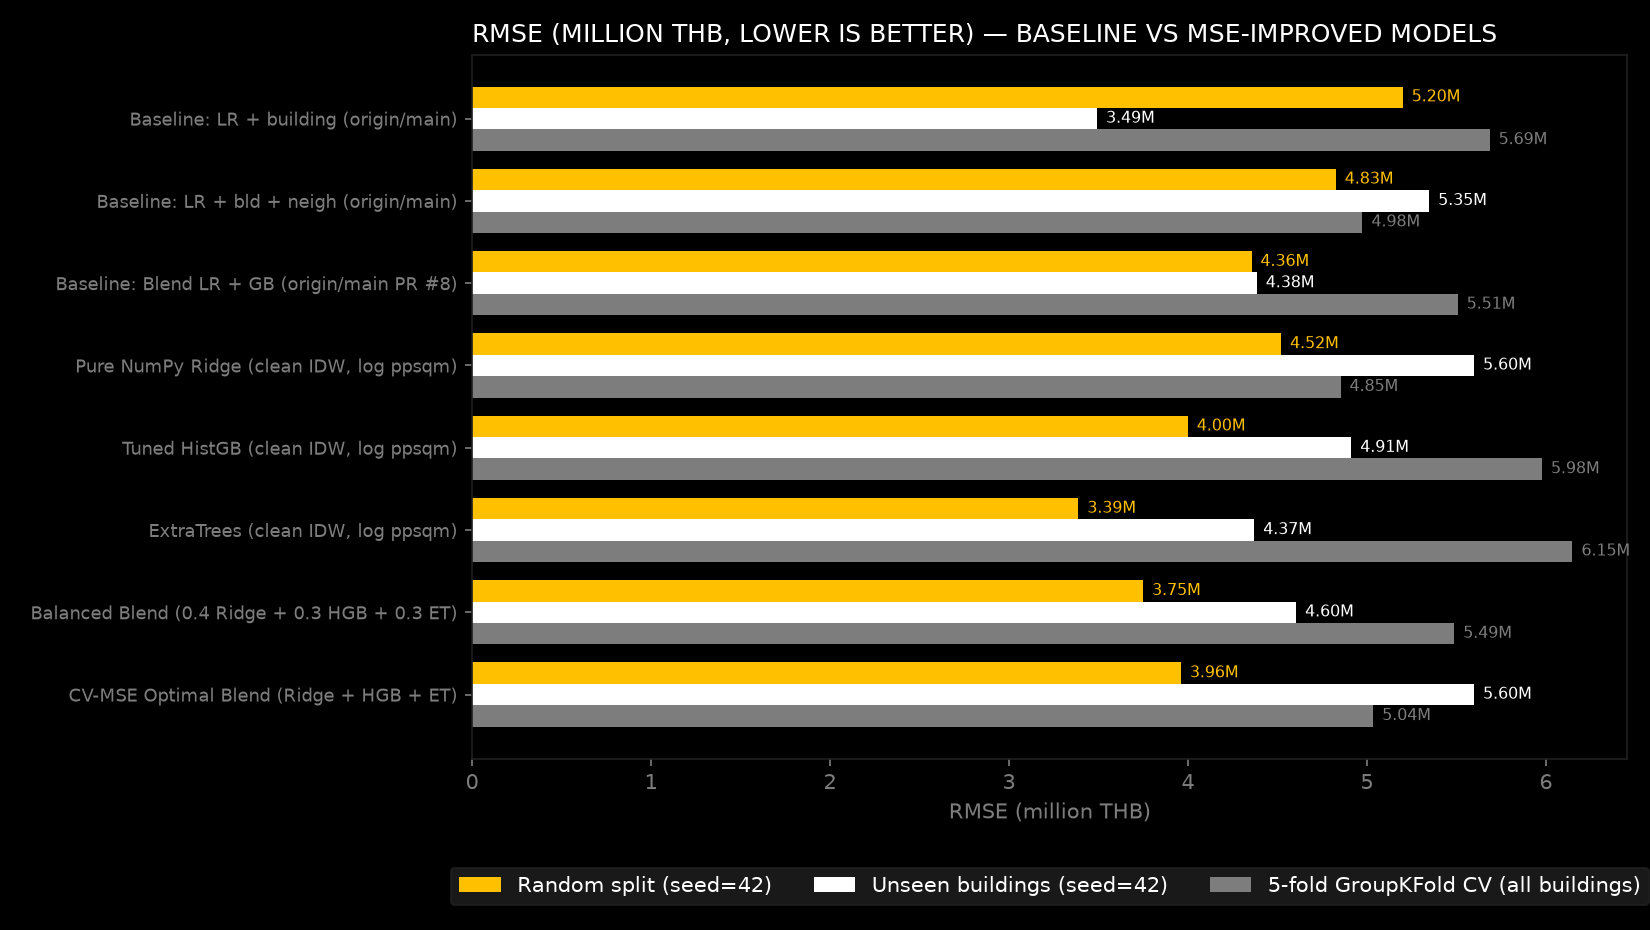 RMSE (MILLION THB, LOWER IS BETTER) — BASELINE VS MSE-IMPROVED MODELS
Baseline: LR + building (origin/main)
5.20M
3.49M
5.69M
Baseline: LR + bld + neigh (origin/main)
4.83M
5.35M
4.98M
Baseline: Blend LR + GB (origin/main PR #8)
4.36M
4.38M
5.51M
Pure NumPy Ridge (clean IDW, log ppsqm)
4.52M
5.60M
4.85M
Tuned HistGB (clean IDW, log ppsqm)
4.00M
4.91M
5.98M
ExtraTrees (clean IDW, log ppsqm)
3.39M
4.37M
6.15M
Balanced Blend (0.4 Ridge + 0.3 HGB + 0.3 ET)
3.75M
4.60M
5.49M
CV-MSE Optimal Blend (Ridge + HGB + ET)
3.96M
5.60M
5.04M
0 1 2 3 4 5 6
RMSE (million THB)
Random split (seed=42) Unseen buildings (seed=42) 5-fold GroupKFold CV (all buildings)